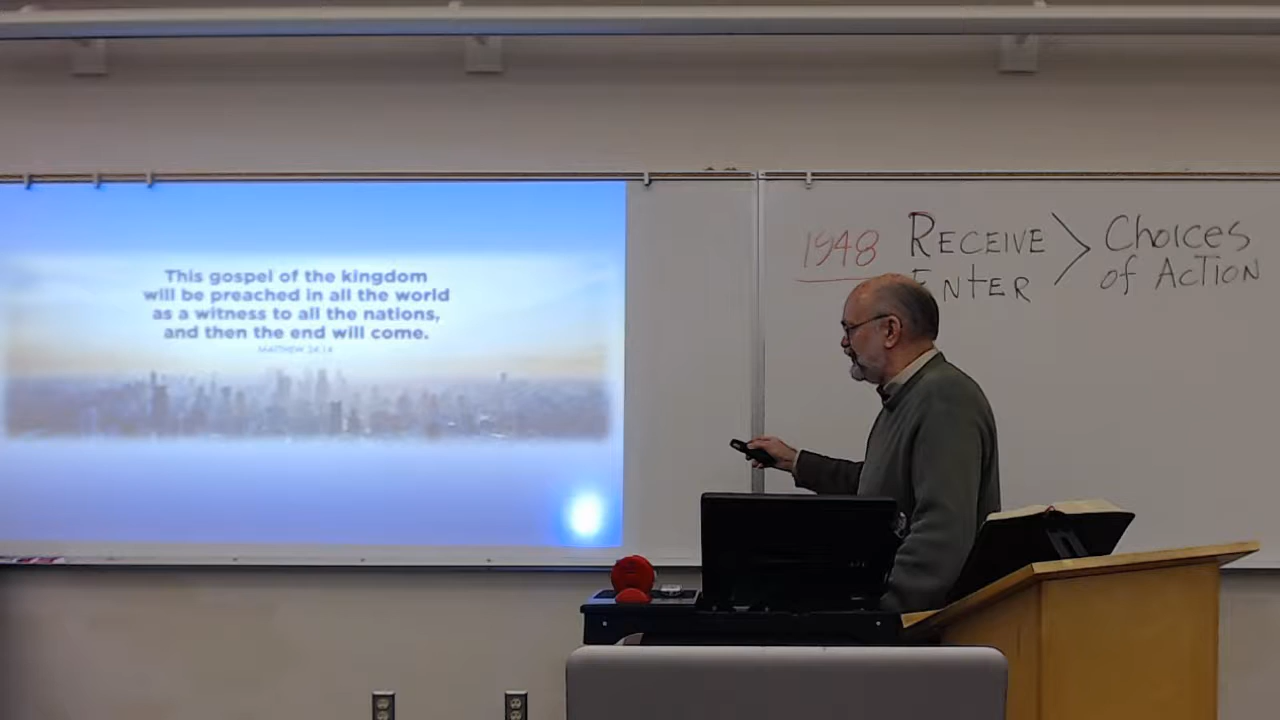 This gospel of the kingdom
will be preached in all the world
as a witness to all the nations,
and then the end will come.
MATTHEW 24:14
1948 RECEIVE > Choices
ENTER of ACTION